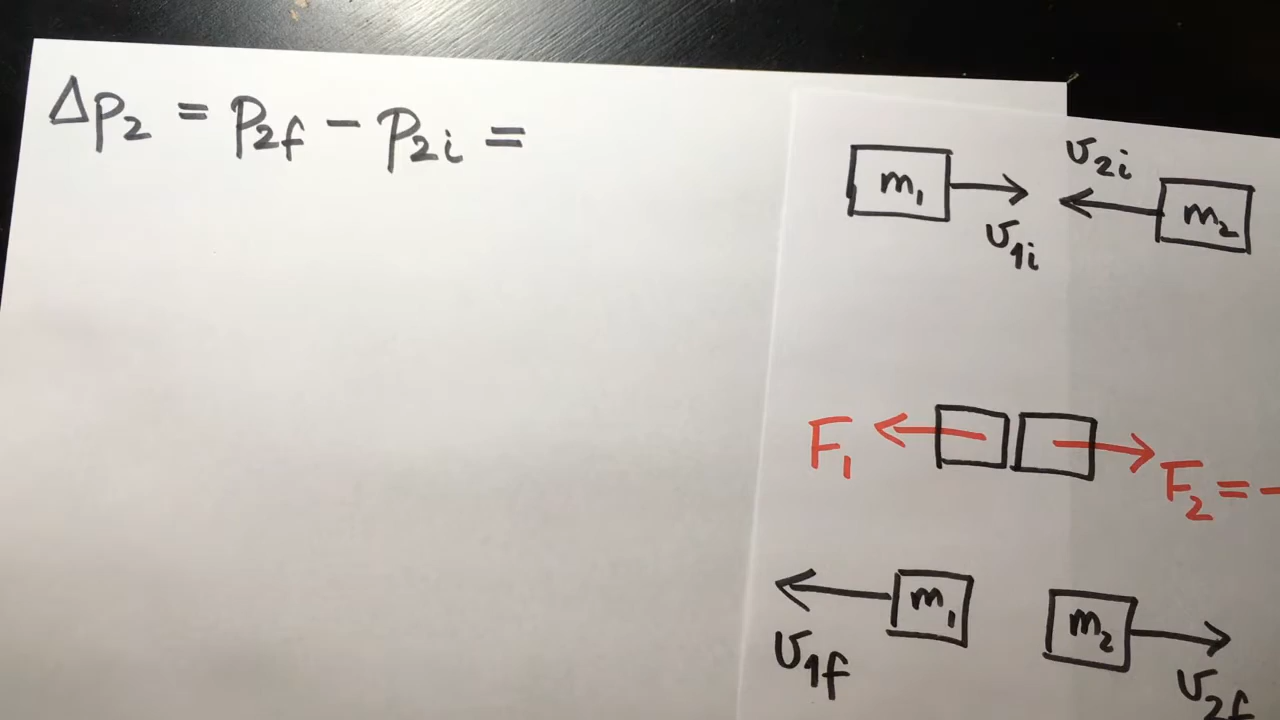 Δp₂ = p₂f − p₂i =
m₁
v₁i
v₂i
m₂
F₁
F₂ = −
m₁
v₁f
m₂
v₂f